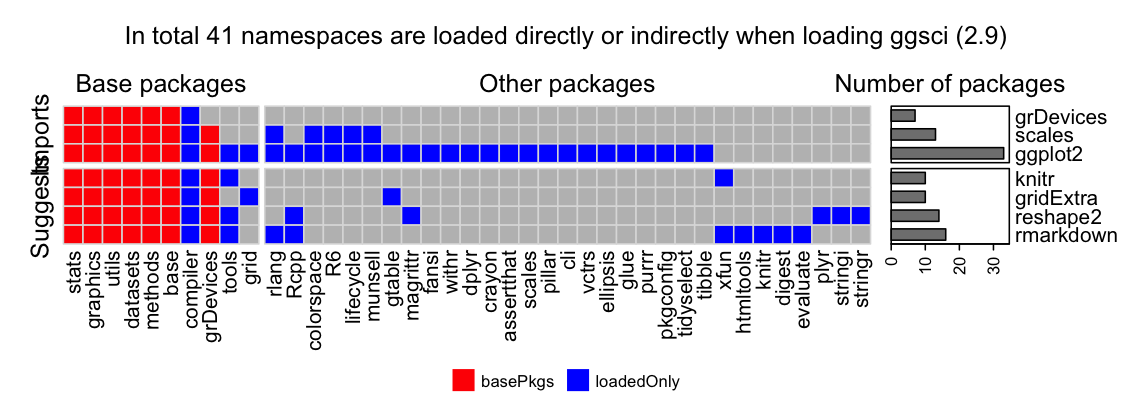 In total 41 namespaces are loaded directly or indirectly when loading ggsci (2.9)
Base packages
Other packages
Number of packages
Imports
Suggests
grDevices
scales
ggplot2
knitr
gridExtra
reshape2
rmarkdown
stats
graphics
utils
datasets
methods
base
compiler
grDevices
tools
grid
rlang
Rcpp
colorspace
R6
lifecycle
munsell
gtable
magrittr
fansi
withr
dplyr
crayon
assertthat
scales
pillar
cli
vctrs
ellipsis
glue
purrr
pkgconfig
tidyselect
tibble
xfun
htmltools
knitr
digest
evaluate
plyr
stringi
stringr
0
10
20
30
basePkgs
loadedOnly